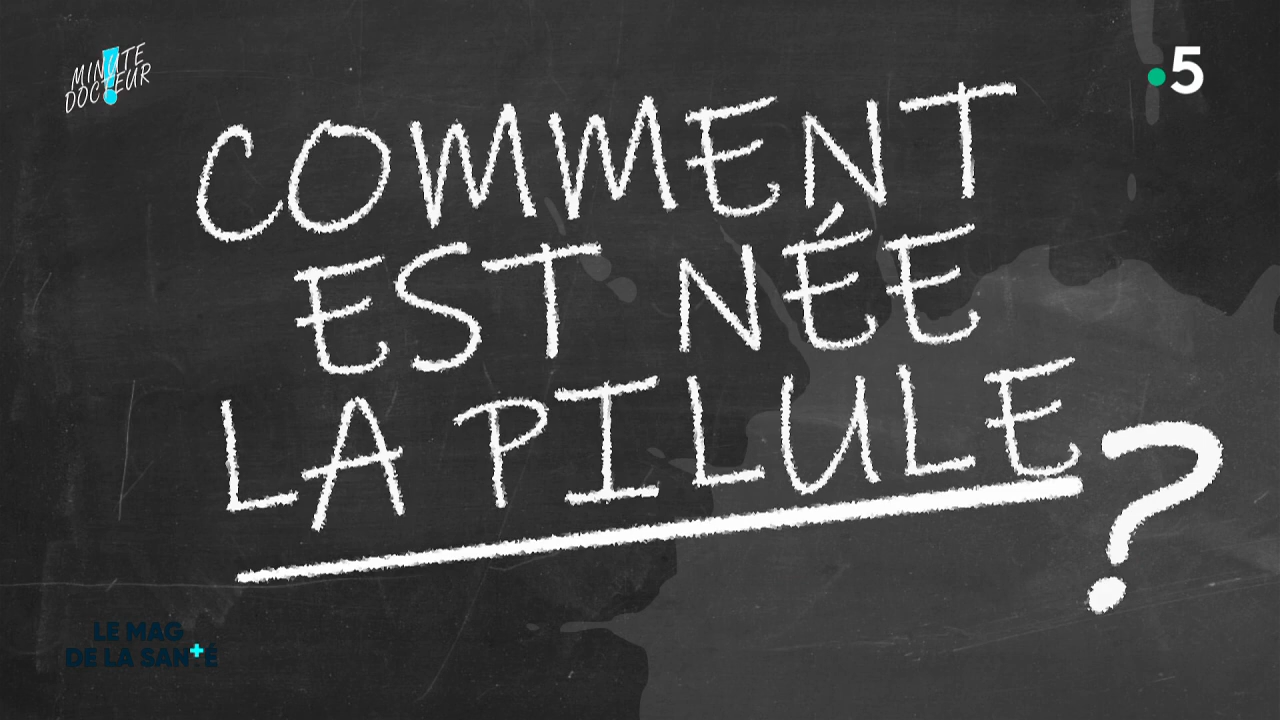 MINUTE
DOCTEUR
5
COMMENT
EST NÉE
LA PILULE ?
LE MAG
DE LA SANTÉ